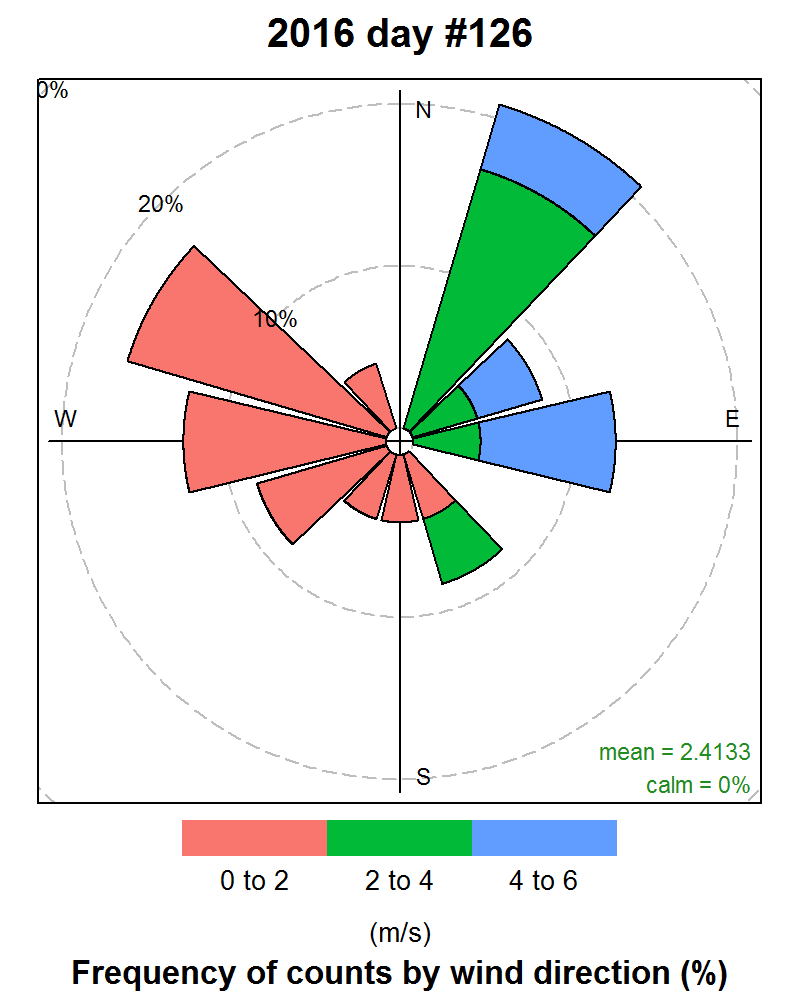 2016 day #126
0%
N
20%
10%
W
E
S
mean = 2.4133
calm = 0%
0 to 2
2 to 4
4 to 6
(m/s)
Frequency of counts by wind direction (%)